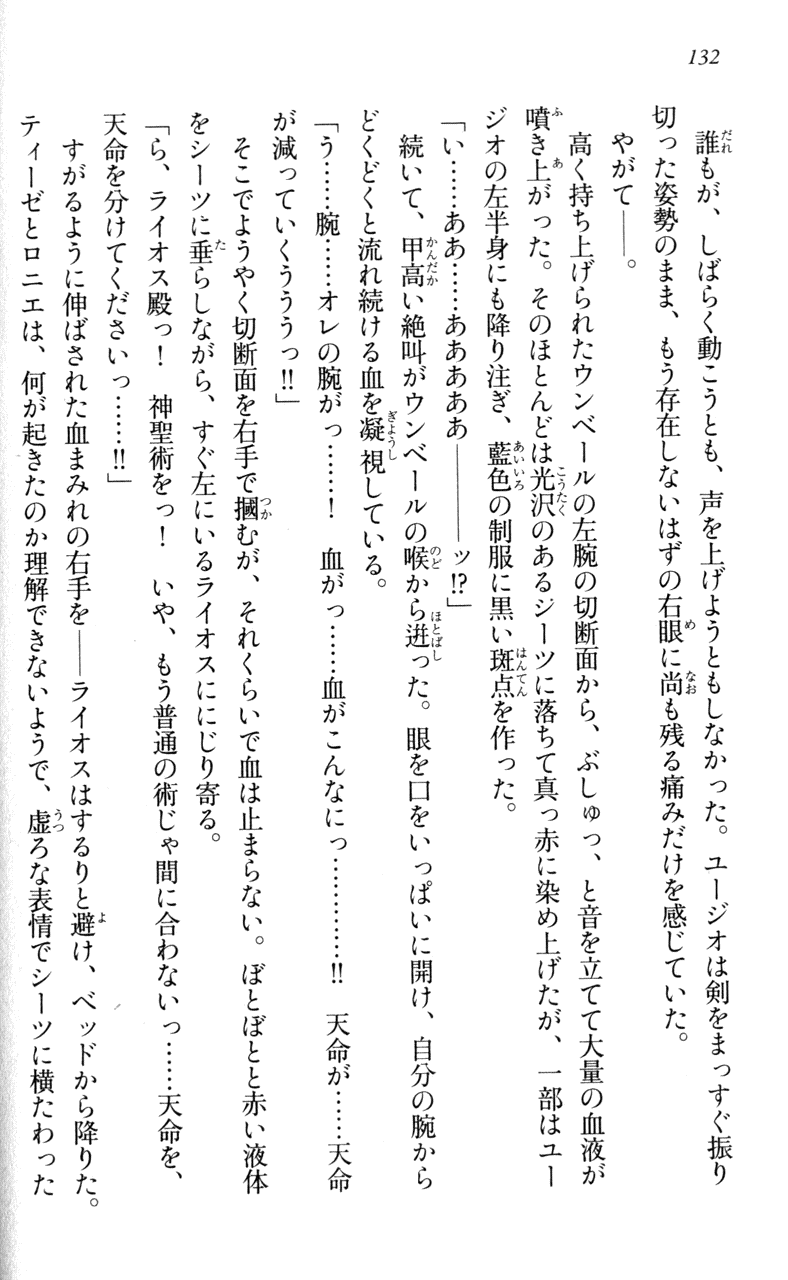 132
誰もが、しばらく動こうとも、声を上げようともしなかった。ユージオは剣をまっすぐ振り
切った姿勢のまま、もう存在しないはずの右眼に尚も残る痛みだけを感じていた。
やがて――。
高く持ち上げられたウンベールの左腕の切断面から、ぶしゅっ、と音を立てて大量の血液が
噴き上がった。そのほとんどは光沢のあるシーツに落ちて真っ赤に染め上げたが、一部はユー
ジオの左半身にも降り注ぎ、藍色の制服に黒い斑点を作った。
「い……ああ……あああああ――――ッ!?」
続いて、甲高い絶叫がウンベールの喉から迸った。眼を口をいっぱいに開け、自分の腕から
どくどくと流れ続ける血を凝視している。
「う……腕……オレの腕がっ……！　血がっ……血がこんなにっ…………!!　天命が……天命
が減っていくうううっ!!」
そこでようやく切断面を右手で摑むが、それくらいで血は止まらない。ぼとぼとと赤い液体
をシーツに垂らしながら、すぐ左にいるライオスににじり寄る。
「ら、ライオス殿っ！　神聖術をっ！　いや、もう普通の術じゃ間に合わないっ……天命を、
天命を分けてくださいっ……!!」
すがるように伸ばされた血まみれの右手を――ライオスはするりと避け、ベッドから降りた。
ティーゼとロニエは、何が起きたのか理解できないようで、虚ろな表情でシーツに横たわった